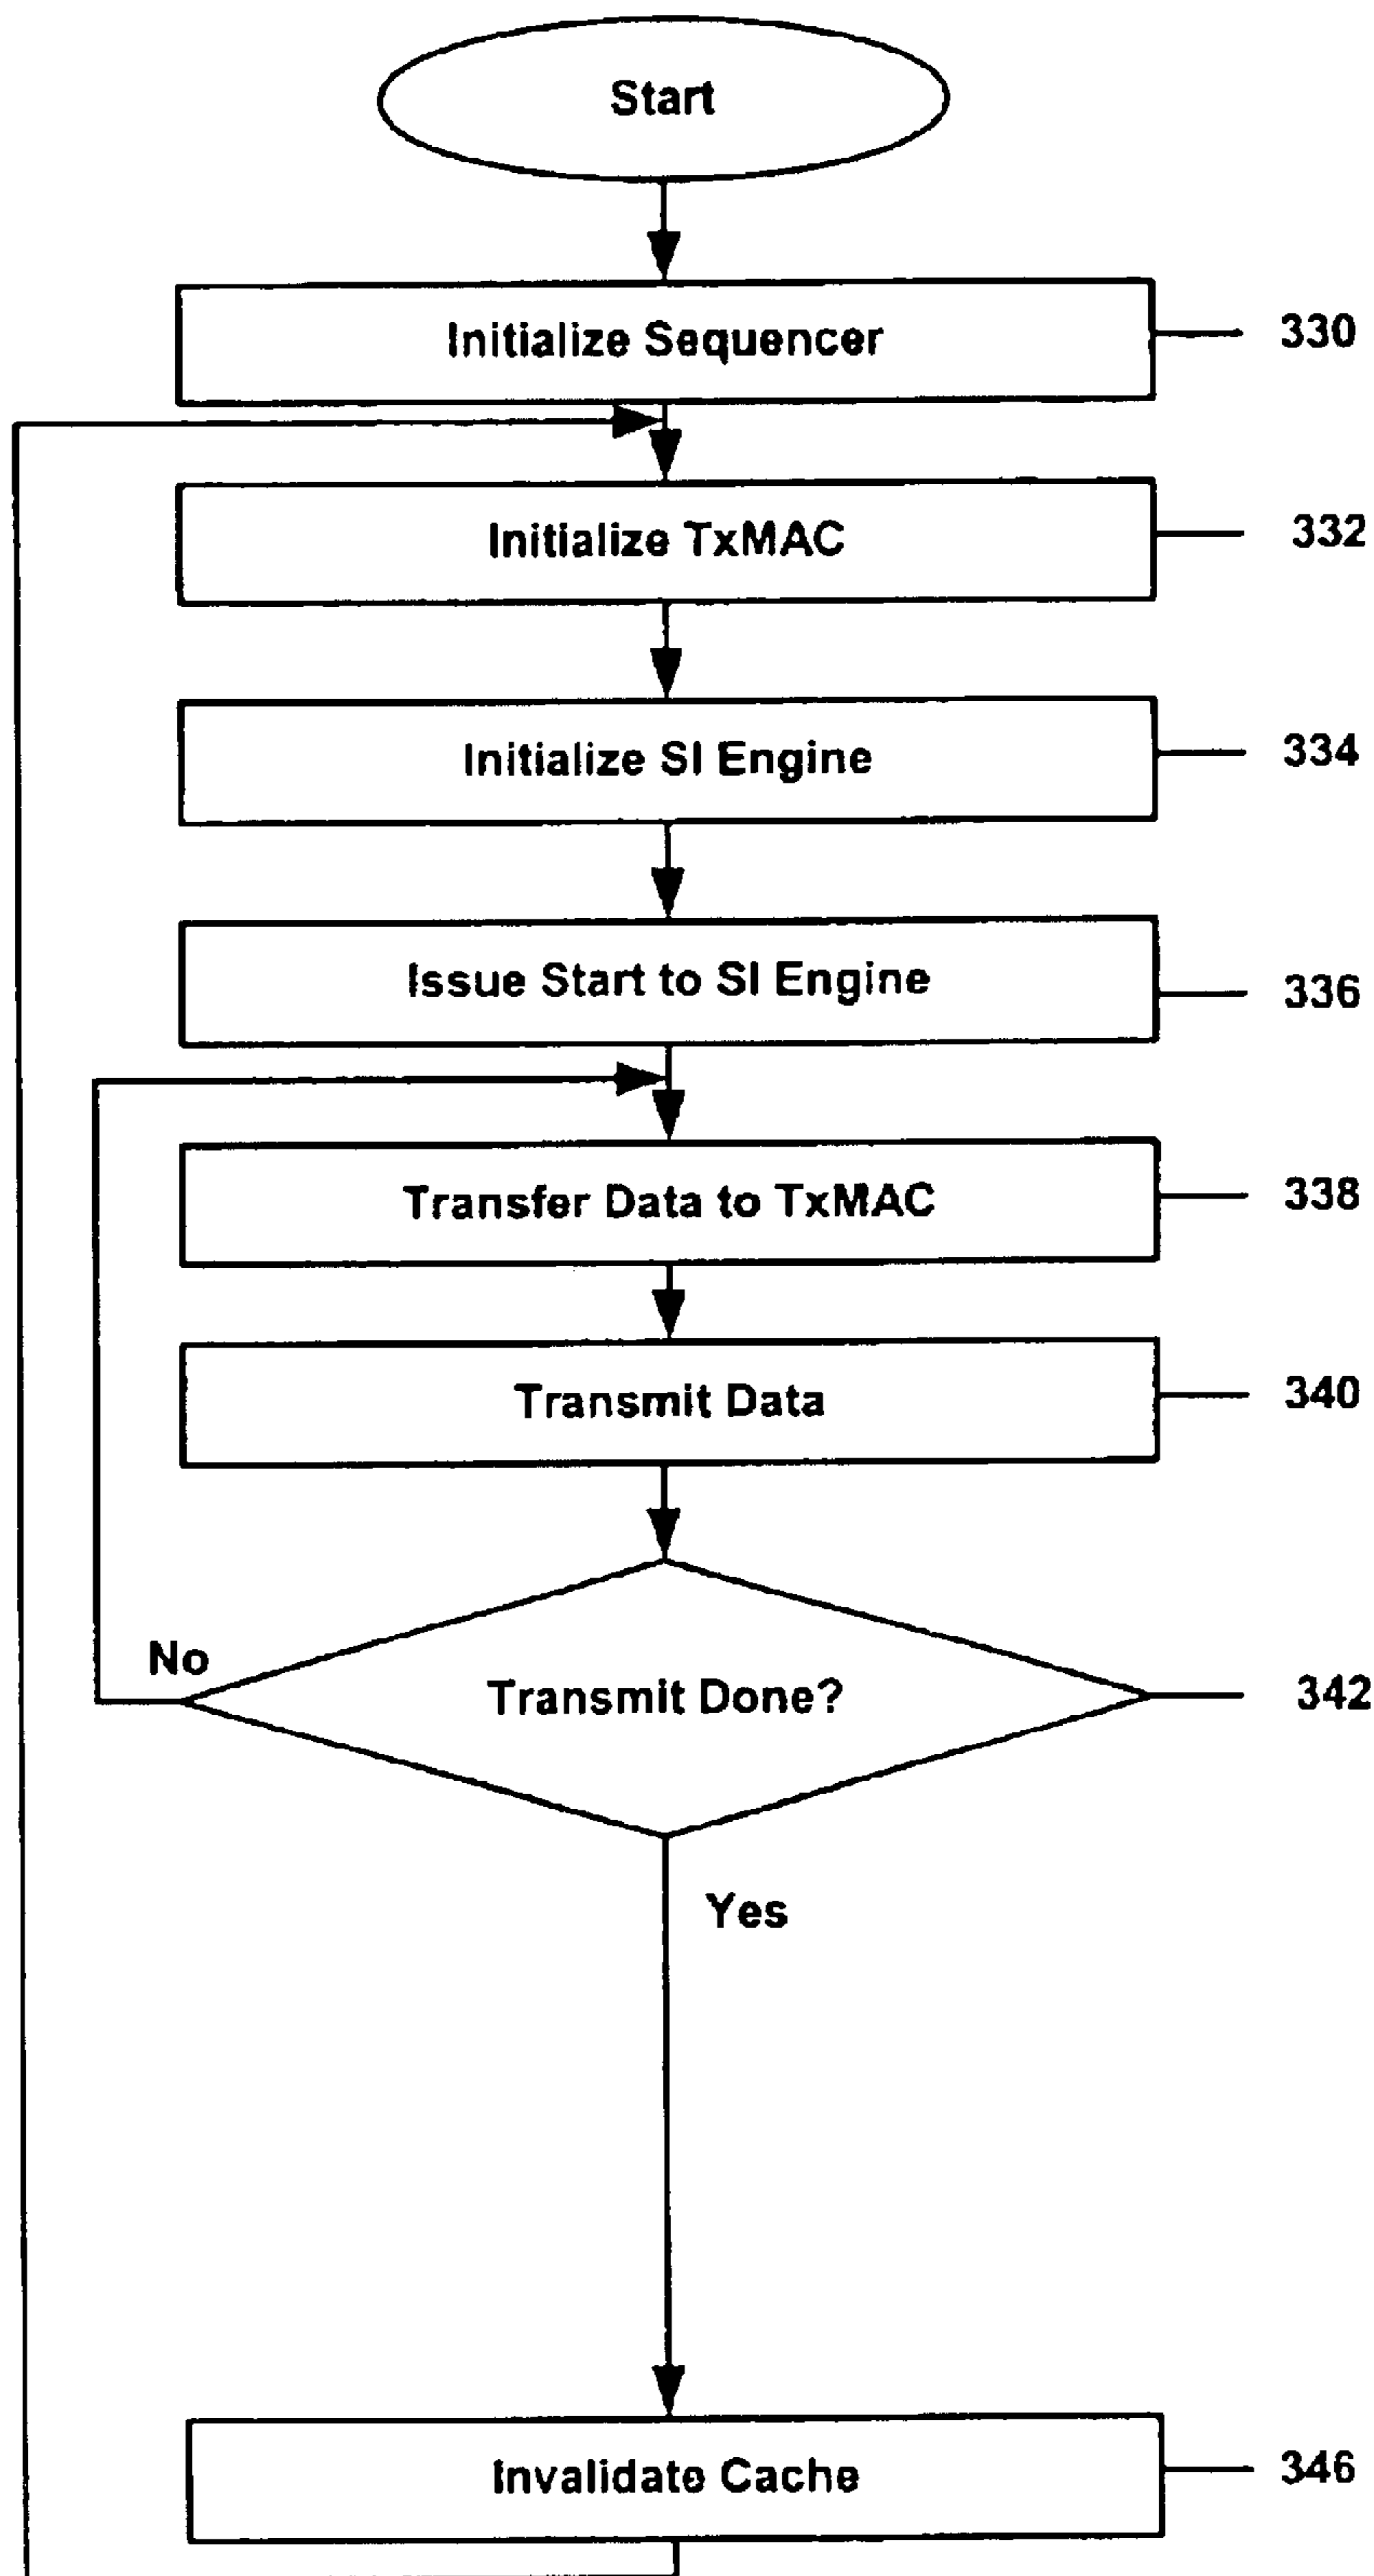 Start
Initialize Sequencer
330
Initialize TxMAC
332
Initialize SI Engine
334
Issue Start to SI Engine
336
Transfer Data to TxMAC
338
Transmit Data
340
No
Transmit Done?
342
Yes
Invalidate Cache
346